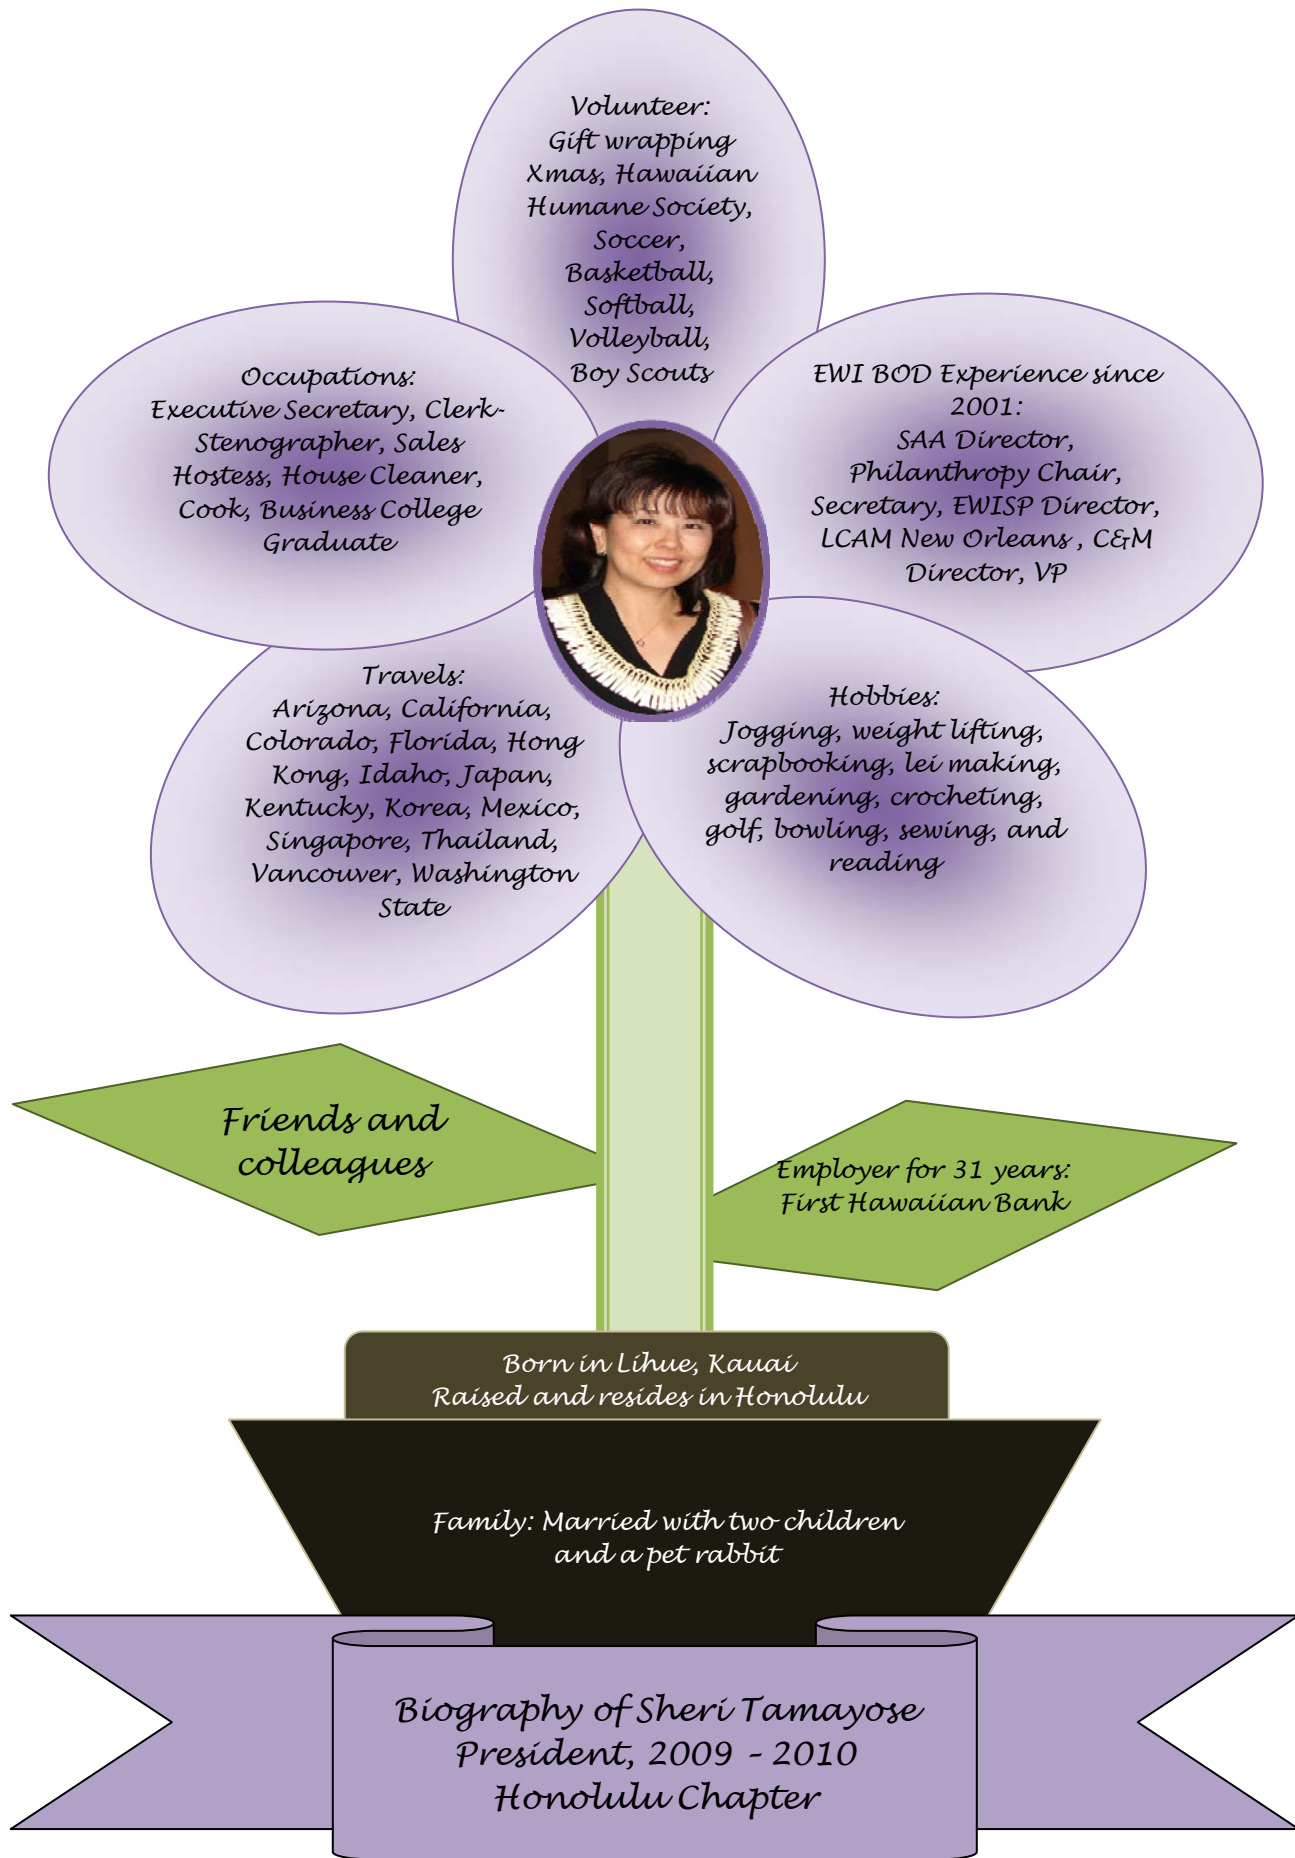 Volunteer:
Gift wrapping
Xmas, Hawaiian
Humane Society,
Soccer,
Basketball,
Softball,
Volleyball,
Boy Scouts
Occupations:
Executive Secretary, Clerk-
Stenographer, Sales
Hostess, House Cleaner,
Cook, Business College
Graduate
EWI BOD Experience since
2001:
SAA Director,
Philanthropy Chair,
Secretary, EWISP Director,
LCAM New Orleans , C&M
Director, VP
Travels:
Arizona, California,
Colorado, Florida, Hong
Kong, Idaho, Japan,
Kentucky, Korea, Mexico,
Singapore, Thailand,
Vancouver, Washington
State
Hobbies:
Jogging, weight lifting,
scrapbooking, lei making,
gardening, crocheting,
golf, bowling, sewing, and
reading
Friends and
colleagues
Employer for 31 years:
First Hawaiian Bank
Born in Lihue, Kauai
Raised and resides in Honolulu
Family: Married with two children
and a pet rabbit
Biography of Sheri Tamayose
President, 2009 – 2010
Honolulu Chapter